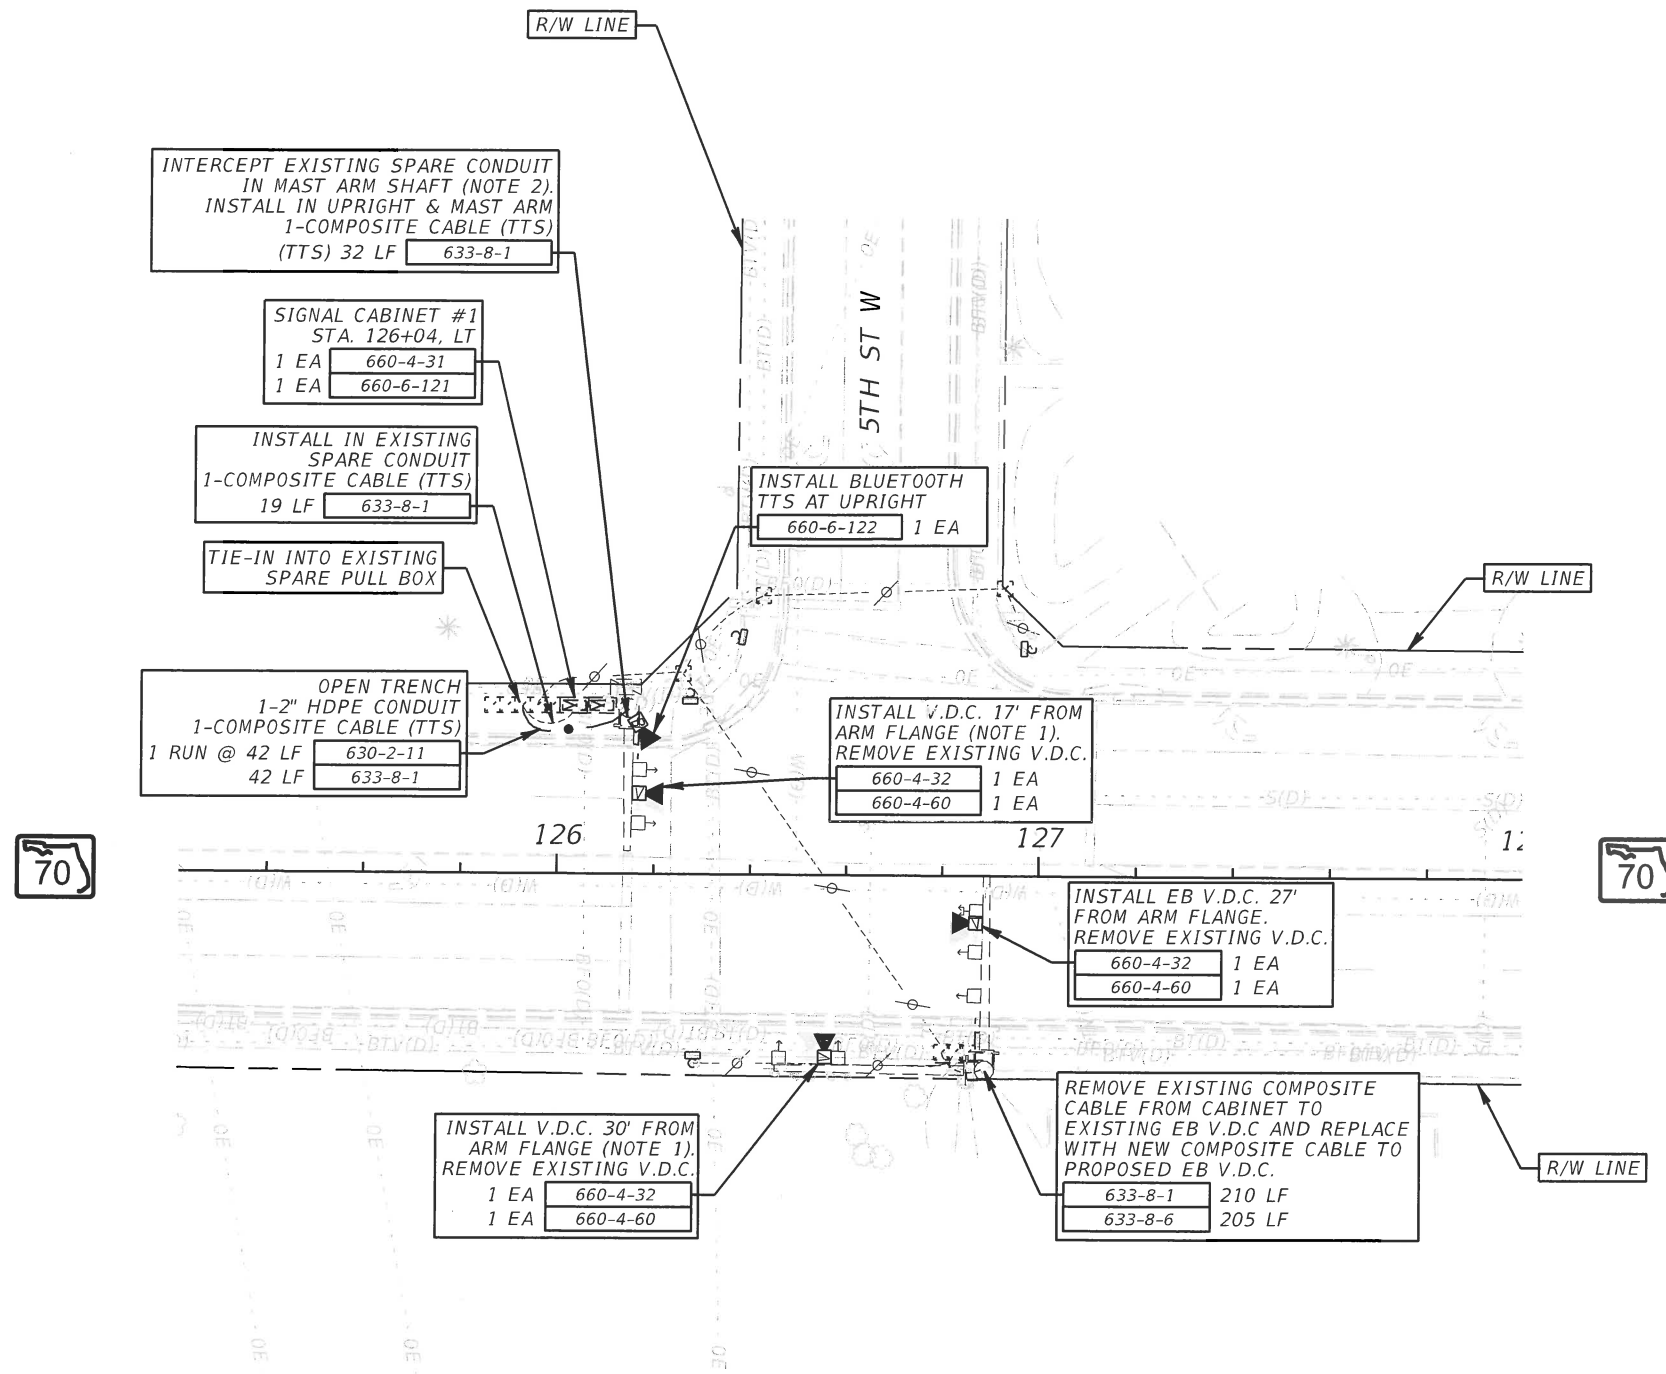 R/W LINE
INTERCEPT EXISTING SPARE CONDUIT
IN MAST ARM SHAFT (NOTE 2).
INSTALL IN UPRIGHT & MAST ARM
1-COMPOSITE CABLE (TTS)
(TTS) 32 LF 633-8-1
SIGNAL CABINET #1
STA. 126+04, LT
1 EA 660-4-31
1 EA 660-6-121
INSTALL IN EXISTING
SPARE CONDUIT
1-COMPOSITE CABLE (TTS)
19 LF 633-8-1
TIE-IN INTO EXISTING
SPARE PULL BOX
OPEN TRENCH
1-2" HDPE CONDUIT
1-COMPOSITE CABLE (TTS)
1 RUN @ 42 LF 630-2-11
42 LF 633-8-1
5TH ST W
INSTALL BLUETOOTH
TTS AT UPRIGHT
660-6-122 1 EA
R/W LINE
INSTALL V.D.C. 17' FROM
ARM FLANGE (NOTE 1).
REMOVE EXISTING V.D.C.
660-4-32 1 EA
660-4-60 1 EA
70
126
127
12
70
INSTALL EB V.D.C. 27'
FROM ARM FLANGE.
REMOVE EXISTING V.D.C.
660-4-32 1 EA
660-4-60 1 EA
INSTALL V.D.C. 30' FROM
ARM FLANGE (NOTE 1).
REMOVE EXISTING V.D.C.
1 EA 660-4-32
1 EA 660-4-60
REMOVE EXISTING COMPOSITE
CABLE FROM CABINET TO
EXISTING EB V.D.C AND REPLACE
WITH NEW COMPOSITE CABLE TO
PROPOSED EB V.D.C.
633-8-1 210 LF
633-8-6 205 LF
R/W LINE